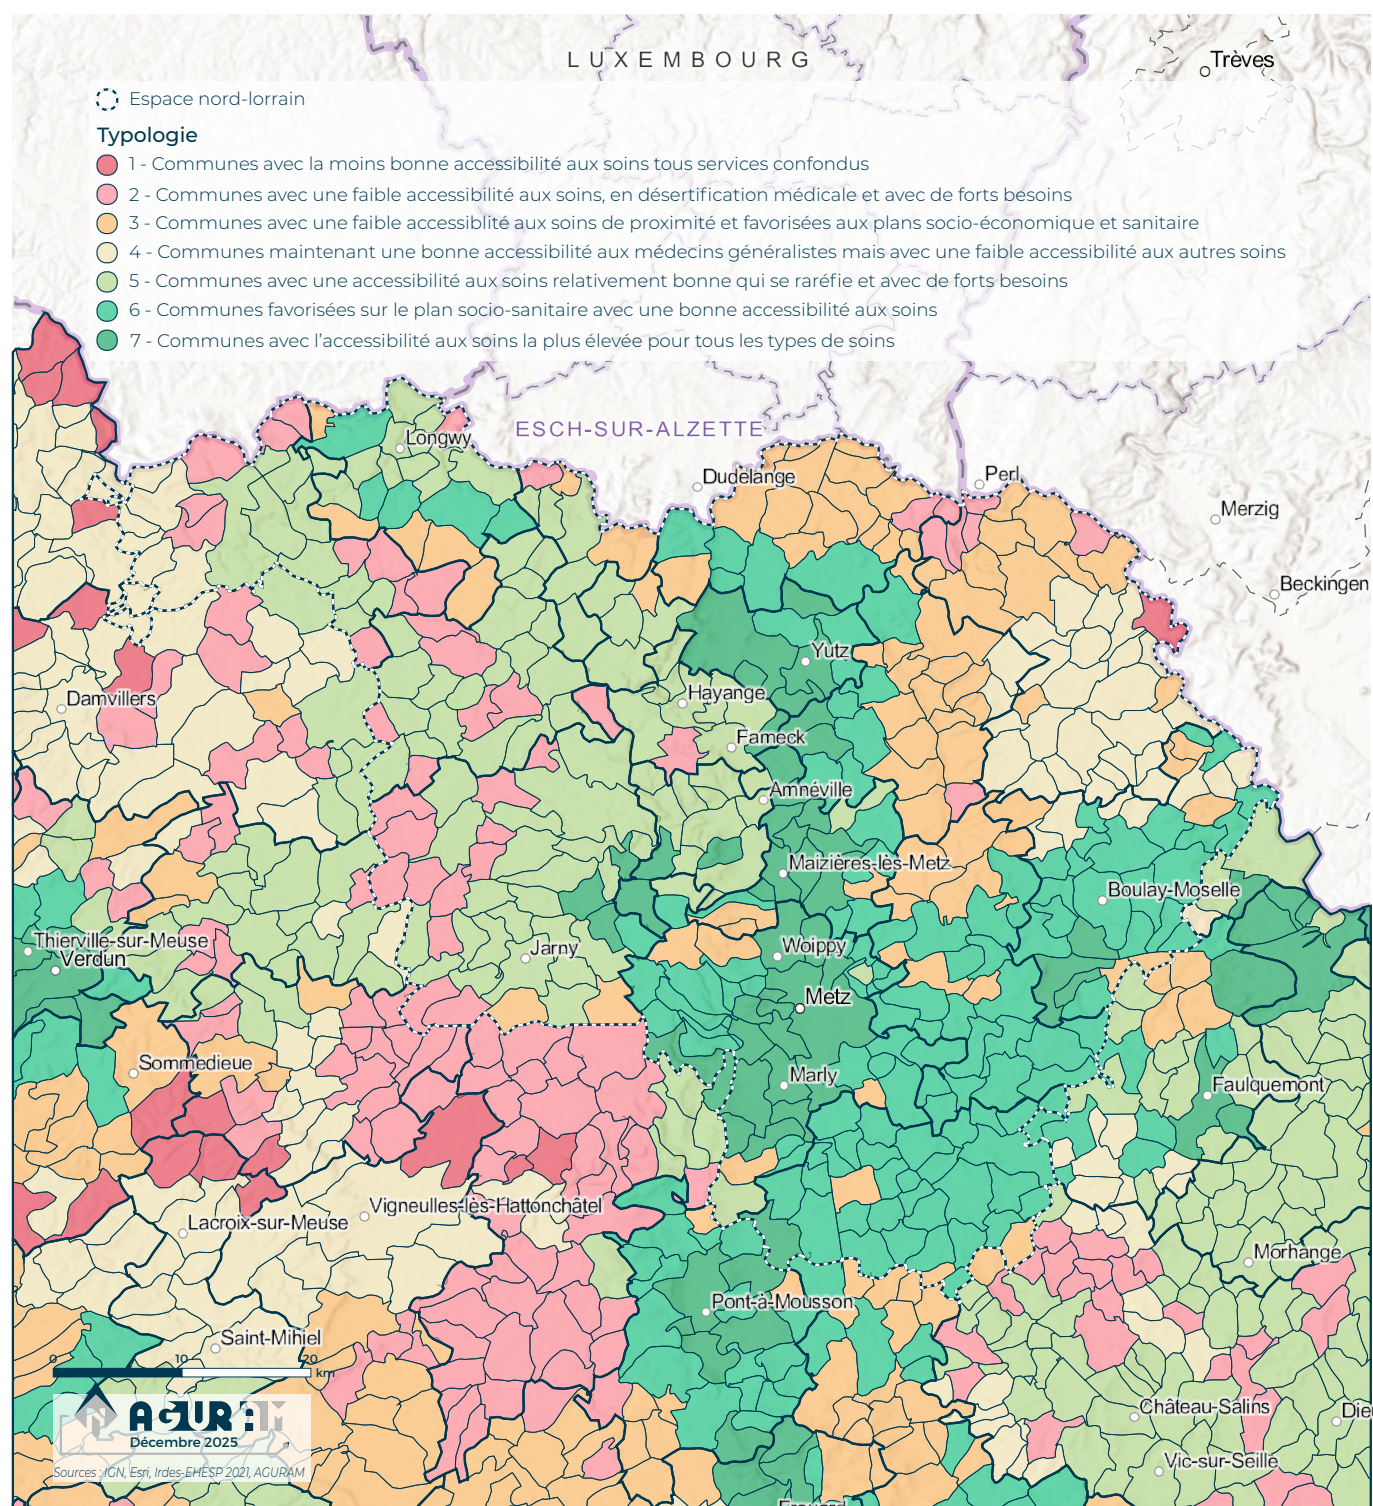 LUXEMBOURG
Trèves
Espace nord-lorrain
Typologie
1 - Communes avec la moins bonne accessibilité aux soins tous services confondus
2 - Communes avec une faible accessibilité aux soins, en désertification médicale et avec de forts besoins
3 - Communes avec une faible accessiblité aux soins de proximité et favorisées aux plans socio-économique et sanitaire
4 - Communes maintenant une bonne accessibilité aux médecins généralistes mais avec une faible accessibilité aux autres soins
5 - Communes avec une accessibilité aux soins relativement bonne qui se raréfie et avec de forts besoins
6 - Communes favorisées sur le plan socio-sanitaire avec une bonne accessibilité aux soins
7 - Communes avec l'accessibilité aux soins la plus élevée pour tous les types de soins
ESCH-SUR-ALZETTE
Longwy
Dudelange
Perl
Merzig
Beckingen
Yutz
Hayange
Damvillers
Fameck
Amnéville
Maizières-lès-Metz
Boulay-Moselle
Thierville-sur-Meuse
Verdun
Jarny
Woippy
Metz
Sommedieue
Marly
Faulquemont
Vigneulles-lès-Hattonchâtel
Lacroix-sur-Meuse
Morhange
Pont-à-Mousson
Saint-Mihiel
0 10 20
km
Château-Salins
N
AGURAM
Décembre 2025
Vic-sur-Seille
Sources : IGN, Esri, Irdes-EHESP 2021, AGURAM